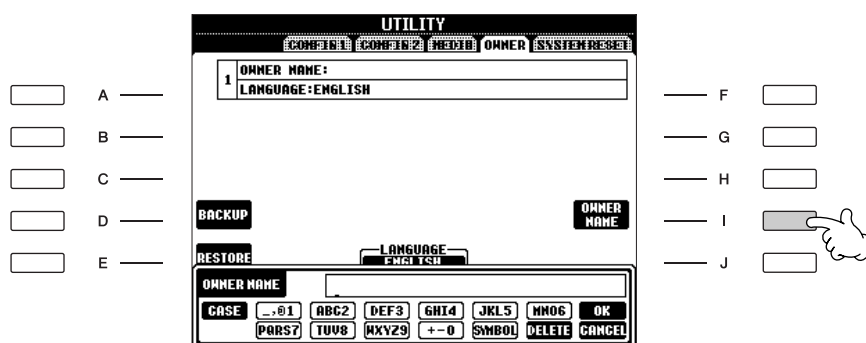 UTILITY
CONFIG 1 CONFIG 2 MEDIA OWNER SYSTEM RESET
1 OWNER NAME:
LANGUAGE:ENGLISH
A F
B G
C H
BACKUP OWNER NAME
D I
E J
RESTORE LANGUAGE
ENGLISH
OWNER NAME
CASE _,@1 ABC2 DEF3 GHI4 JKL5 MNO6 OK
PQRS7 TUV8 WXYZ9 +-0 SYMBOL DELETE CANCEL